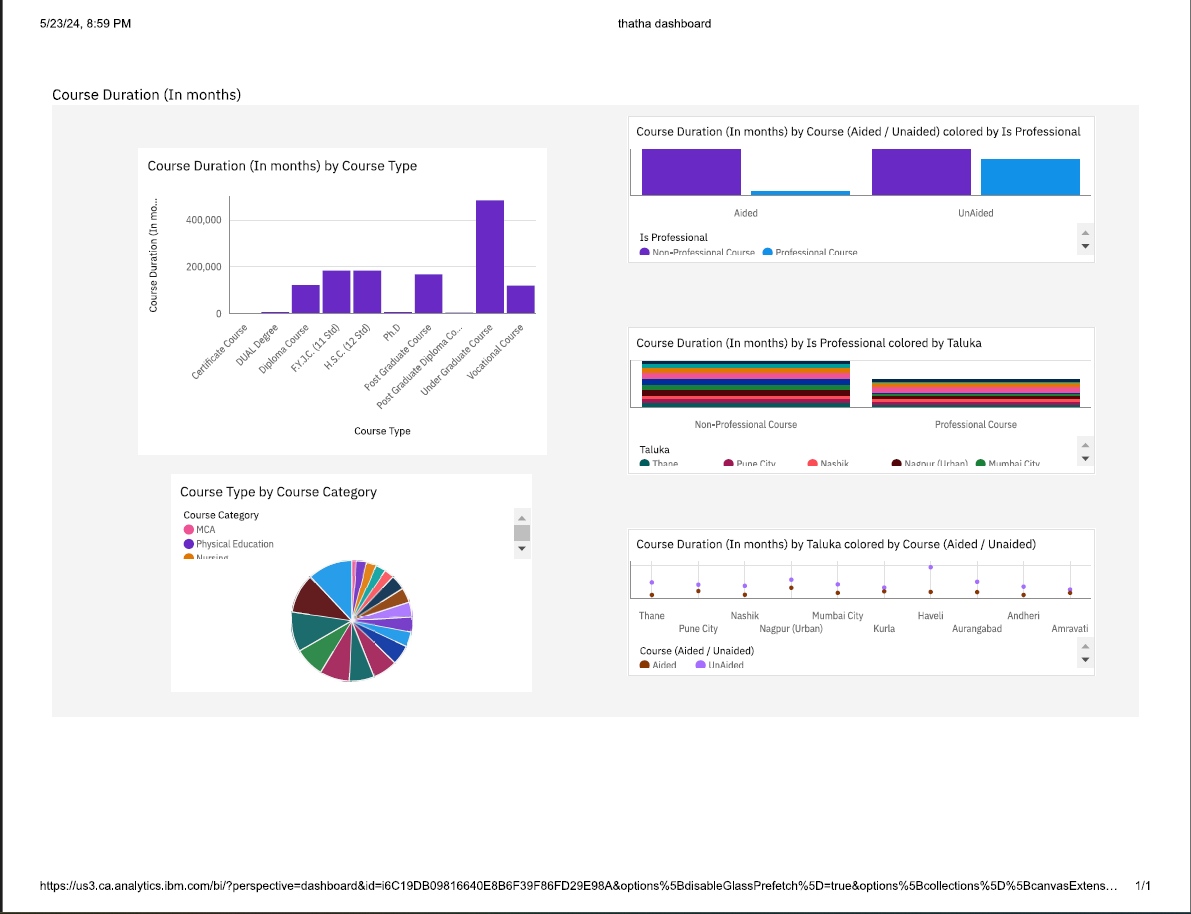 5/23/24, 8:59 PM
thatha dashboard
Course Duration (In months)
Course Duration (In months) by Course Type
Course Duration (In mo...
400,000
200,000
0
Certificate Course
DUAL Degree
Diploma Course
F.Y.J.C. (11 Std)
H.S.C. (12 Std)
Ph.D
Post Graduate Course
Post Graduate Diploma Co...
Under Graduate Course
Vocational Course
Course Type
Course Type by Course Category
Course Category
MCA
Physical Education
Nursing
Course Duration (In months) by Course (Aided / Unaided) colored by Is Professional
Aided
UnAided
Is Professional
Non-Professional Course
Professional Course
Course Duration (In months) by Is Professional colored by Taluka
Non-Professional Course
Professional Course
Taluka
Thane
Pune City
Nashik
Nagpur (Urban)
Mumbai City
Course Duration (In months) by Taluka colored by Course (Aided / Unaided)
Thane
Pune City
Nashik
Nagpur (Urban)
Mumbai City
Kurla
Haveli
Aurangabad
Andheri
Amravati
Course (Aided / Unaided)
Aided
UnAided
https://us3.ca.analytics.ibm.com/bi/?perspective=dashboard&id=i6C19DB09816640E8B6F39F86FD29E98A&options%5BdisableGlassPrefetch%5D=true&options%5Bcollections%5D%5BcanvasExtens…
1/1